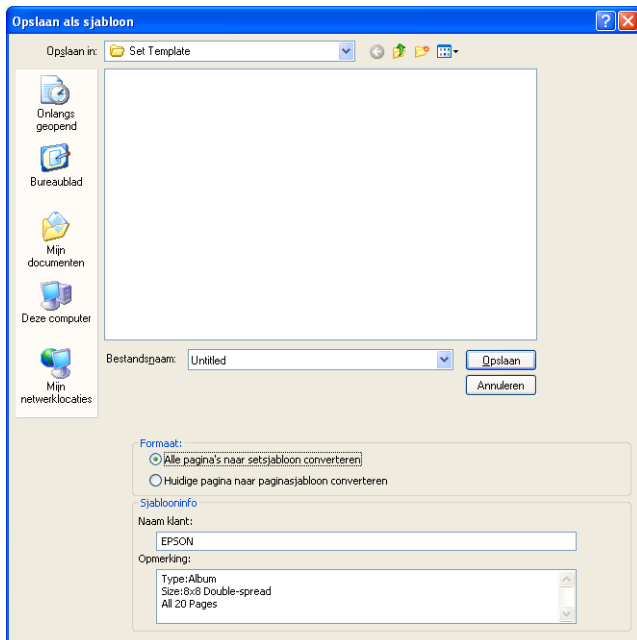 Opslaan als sjabloon
Opslaan in:
Set Template
Onlangs
geopend
Bureaublad
Mijn
documenten
Deze computer
Mijn
netwerklocaties
Bestandsnaam:
Untitled
Opslaan
Annuleren
Formaat:
Alle pagina's naar setsjabloon converteren
Huidige pagina naar paginasjabloon converteren
Sjablooninfo
Naam klant:
EPSON
Opmerking:
Type:Album
Size:8x8 Double-spread
All 20 Pages